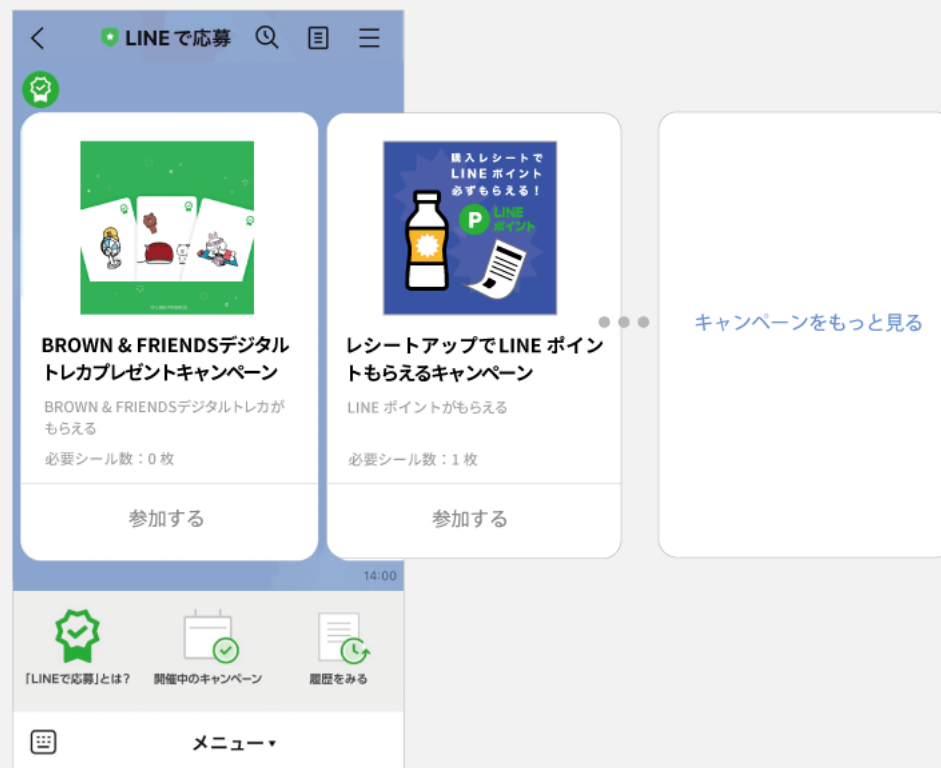 LINEで応募
購入レシートで
LINE ポイント
必ずもらえる！
P
LINE
ポイント
BROWN & FRIENDSデジタル
トレカプレゼントキャンペーン
BROWN & FRIENDSデジタルトレカが
もらえる
必要シール数：0 枚
参加する
レシートアップでLINE ポイン
トもらえるキャンペーン
LINE ポイントがもらえる
必要シール数：1 枚
参加する
キャンペーンをもっと見る
14:00
「LINEで応募」とは？
開催中のキャンペーン
履歴をみる
メニュー▾